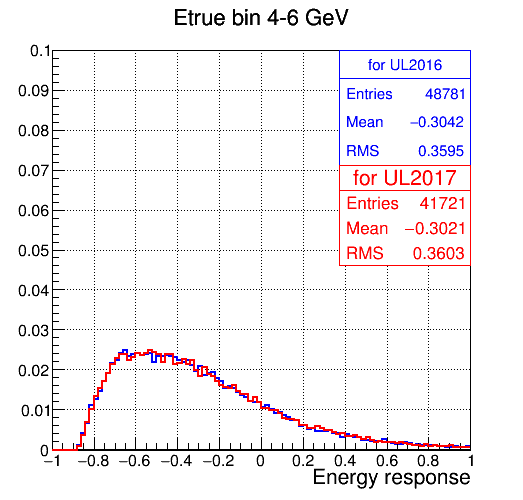 Etrue bin 4-6 GeV
for UL2016
Entries 48781
Mean −0.3042
RMS 0.3595
for UL2017
Entries 41721
Mean −0.3021
RMS 0.3603
0.1
0.09
0.08
0.07
0.06
0.05
0.04
0.03
0.02
0.01
0
−1 −0.8 −0.6 −0.4 −0.2 0 0.2 0.4 0.6 0.8 1
Energy response